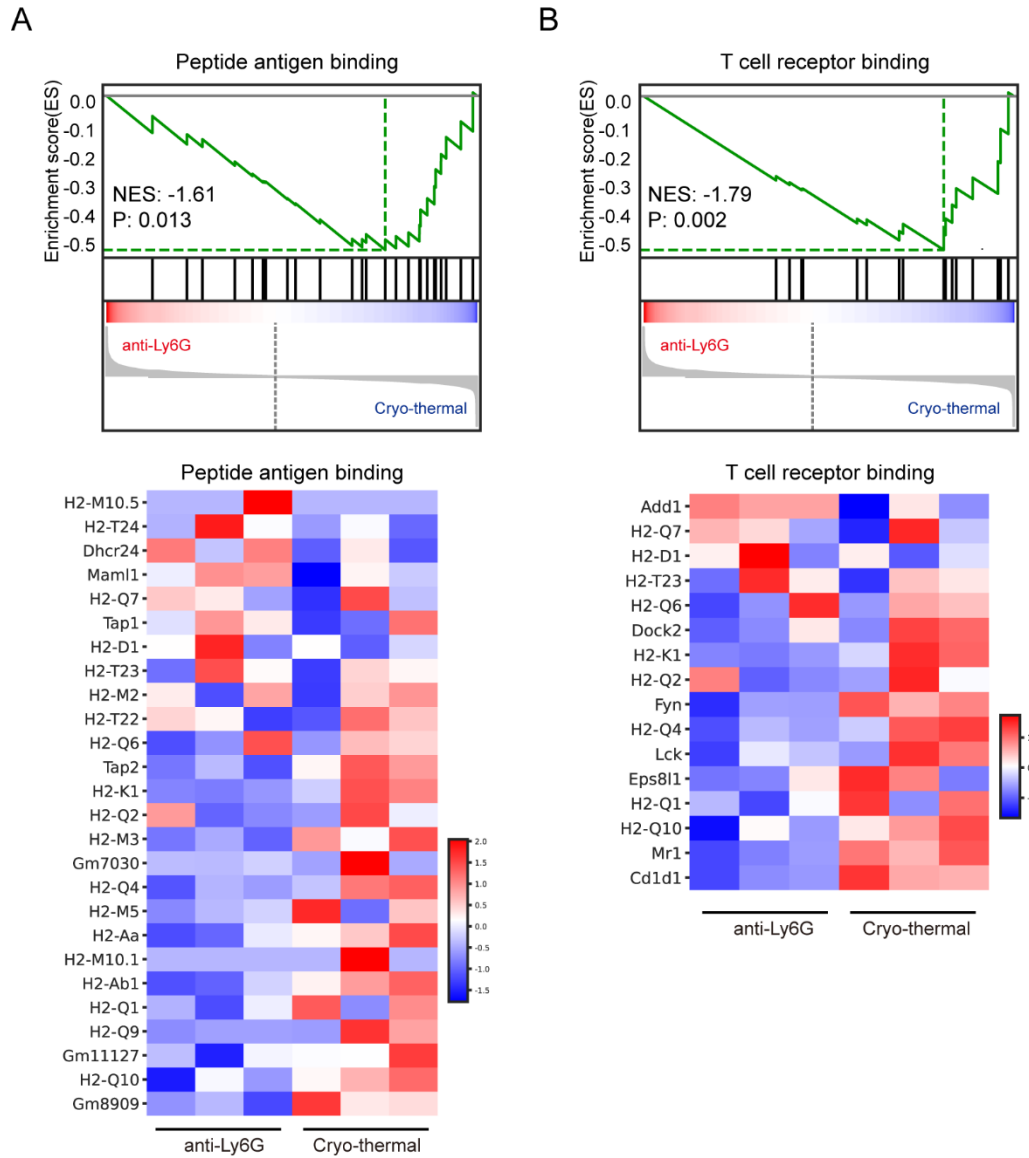 A
Peptide antigen binding
Enrichment score(ES)
0.0
-0.1
-0.2
-0.3
-0.4
-0.5
NES: -1.61
P: 0.013
anti-Ly6G
Cryo-thermal
Peptide antigen binding
H2-M10.5
H2-T24
Dhcr24
Maml1
H2-Q7
Tap1
H2-D1
H2-T23
H2-M2
H2-T22
H2-Q6
Tap2
H2-K1
H2-Q2
H2-M3
Gm7030
H2-Q4
H2-M5
H2-Aa
H2-M10.1
H2-Ab1
H2-Q1
H2-Q9
Gm11127
H2-Q10
Gm8909
2.0
1.5
1.0
0.5
0.0
-0.5
-1.0
-1.5
anti-Ly6G
Cryo-thermal
B
T cell receptor binding
Enrichment score(ES)
0.0
-0.1
-0.2
-0.3
-0.4
-0.5
NES: -1.79
P: 0.002
anti-Ly6G
Cryo-thermal
T cell receptor binding
Add1
H2-Q7
H2-D1
H2-T23
H2-Q6
Dock2
H2-K1
H2-Q2
Fyn
H2-Q4
Lck
Eps8l1
H2-Q1
H2-Q10
Mr1
Cd1d1
anti-Ly6G
Cryo-thermal